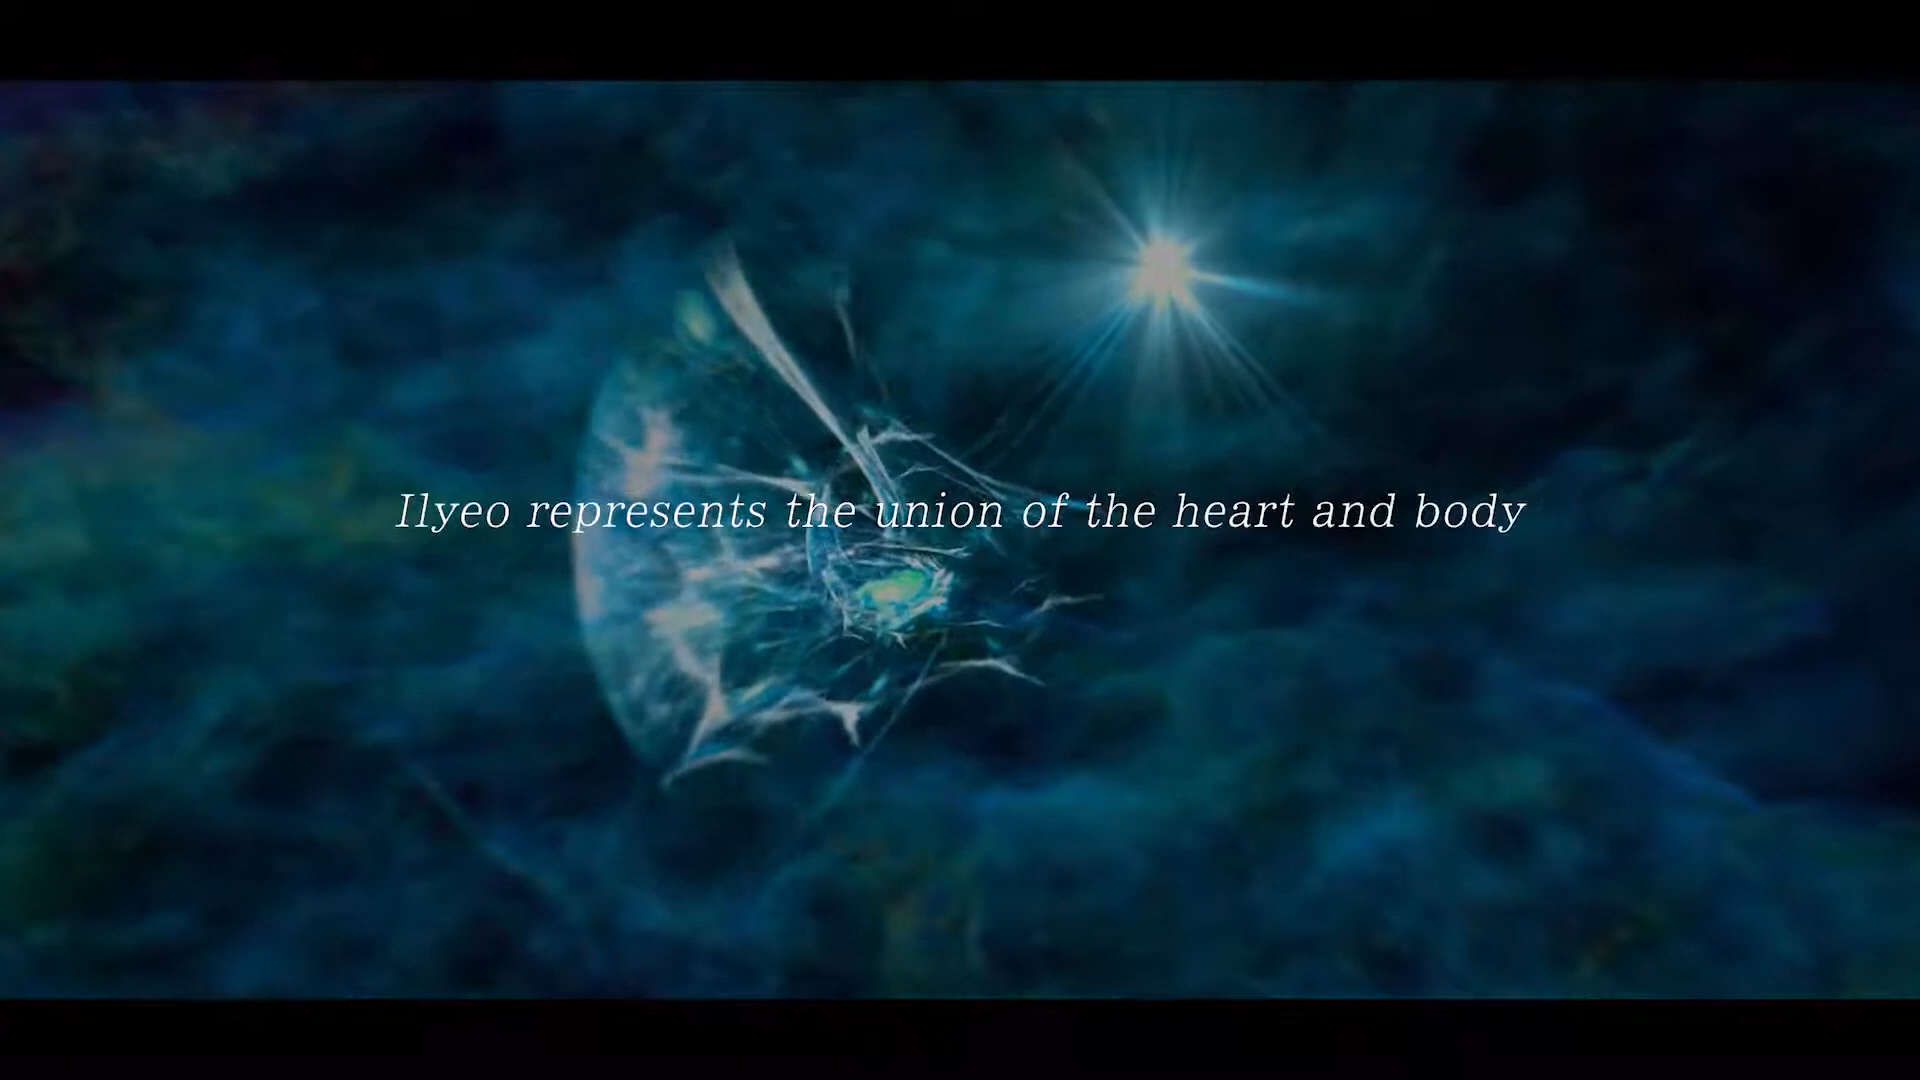 Ilyeo represents the union of the heart and body